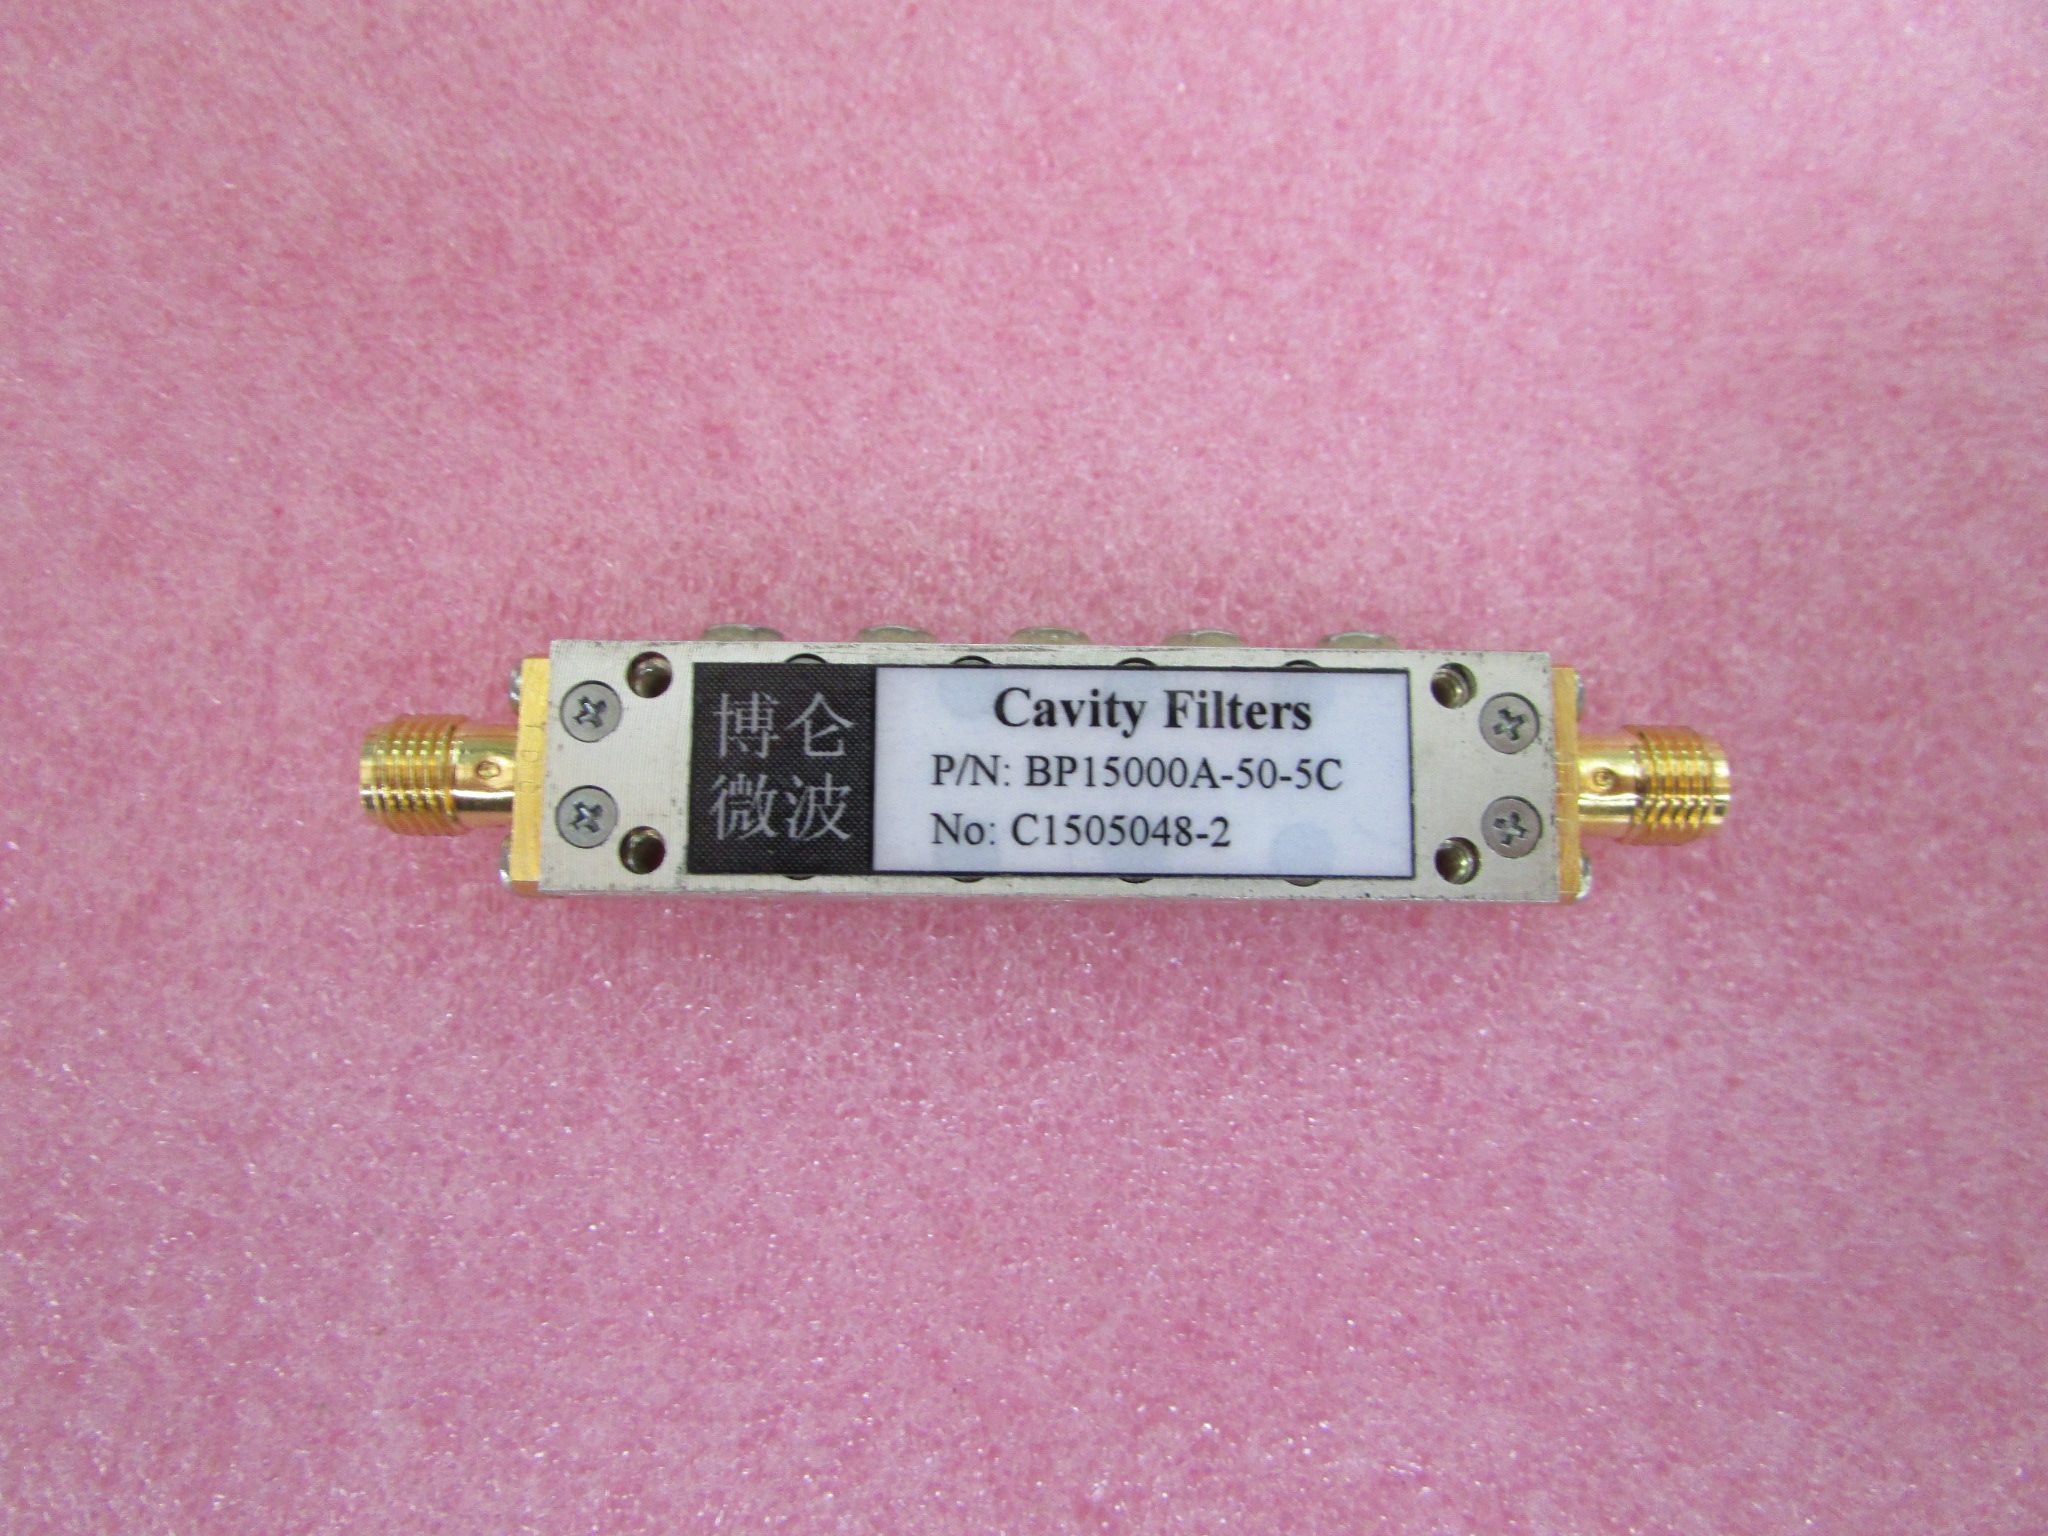 博仑
微波
Cavity Filters
P/N: BP15000A-50-5C
No: C1505048-2